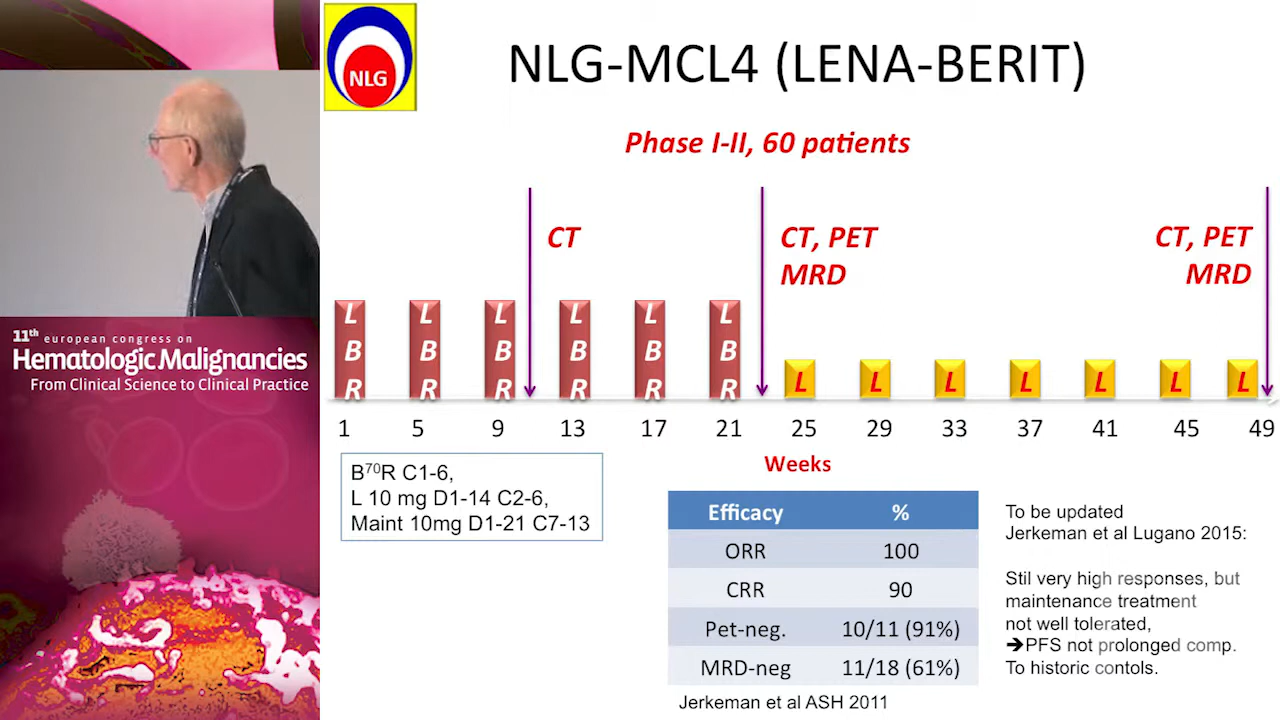 NLG
NLG-MCL4 (LENA-BERIT)
Phase I-II, 60 patients
CT
CT, PET
MRD
CT, PET
MRD
L L L L L L
B B B B B B
R R R R R R
L L L L L L L
1 5 9 13 17 21 25 29 33 37 41 45 49
Weeks
B70R C1-6,
L 10 mg D1-14 C2-6,
Maint 10mg D1-21 C7-13
Efficacy %
ORR 100
CRR 90
Pet-neg. 10/11 (91%)
MRD-neg 11/18 (61%)
Jerkeman et al ASH 2011
To be updated
Jerkeman et al Lugano 2015:
Stil very high responses, but
maintenance treatment
not well tolerated,
➔PFS not prolonged comp.
To historic contols.
11th european congress on
Hematologic Malignancies
From Clinical Science to Clinical Practice